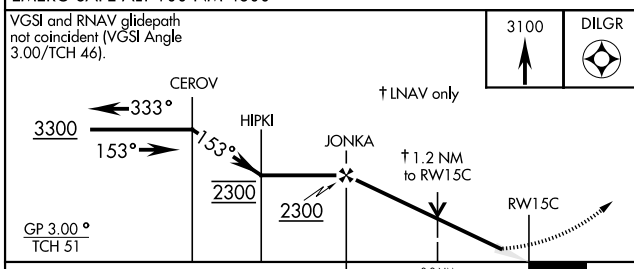 VGSI and RNAV glidepath
not coincident (VGSI Angle
3.00/TCH 46).
3100
DILGR
CEROV
† LNAV only
333°
HIPKI
3300
JONKA
153°
153°
† 1.2 NM
to RW15C
2300
2300
RW15C
GP 3.00°
TCH 51